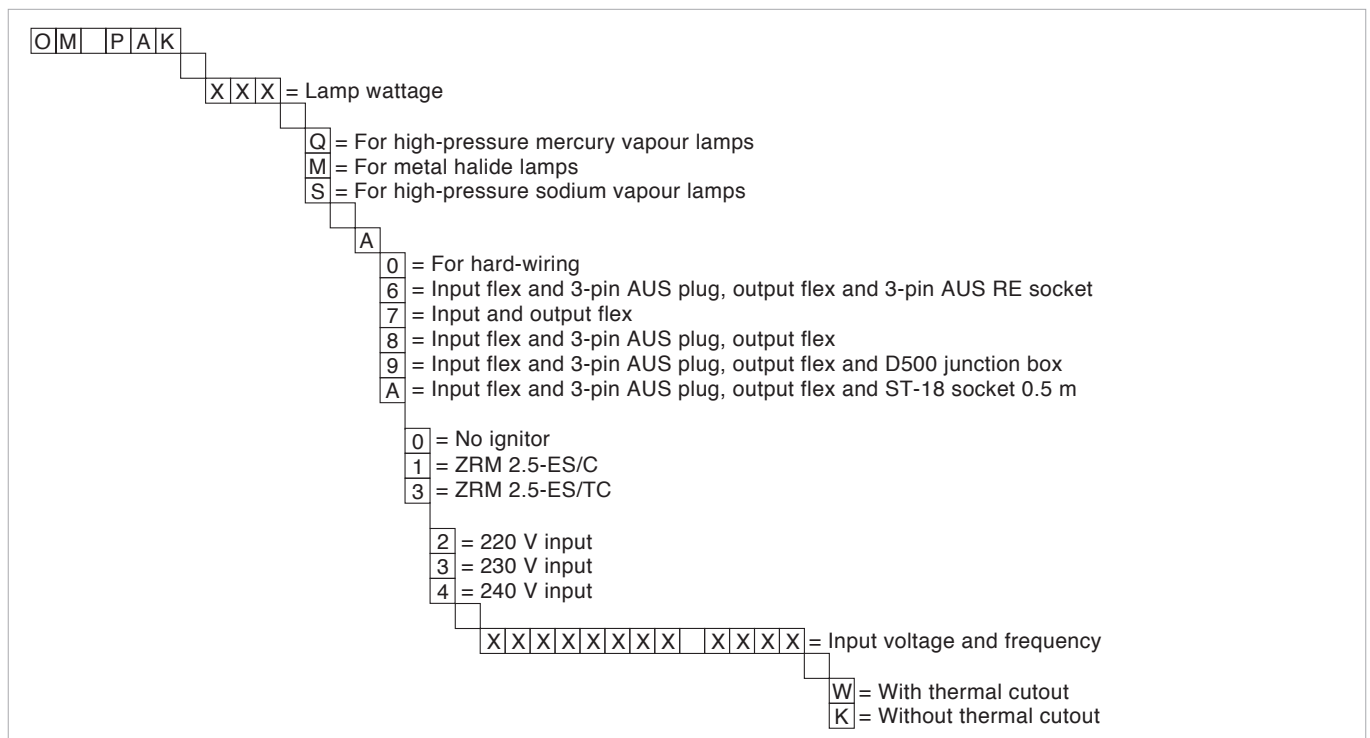 OM PAK
XXX = Lamp wattage
Q = For high-pressure mercury vapour lamps
M = For metal halide lamps
S = For high-pressure sodium vapour lamps
A
0 = For hard-wiring
6 = Input flex and 3-pin AUS plug, output flex and 3-pin AUS RE socket
7 = Input and output flex
8 = Input flex and 3-pin AUS plug, output flex
9 = Input flex and 3-pin AUS plug, output flex and D500 junction box
A = Input flex and 3-pin AUS plug, output flex and ST-18 socket 0.5 m
0 = No ignitor
1 = ZRM 2.5-ES/C
3 = ZRM 2.5-ES/TC
2 = 220 V input
3 = 230 V input
4 = 240 V input
XXXXXXXX XXXX = Input voltage and frequency
W = With thermal cutout
K = Without thermal cutout